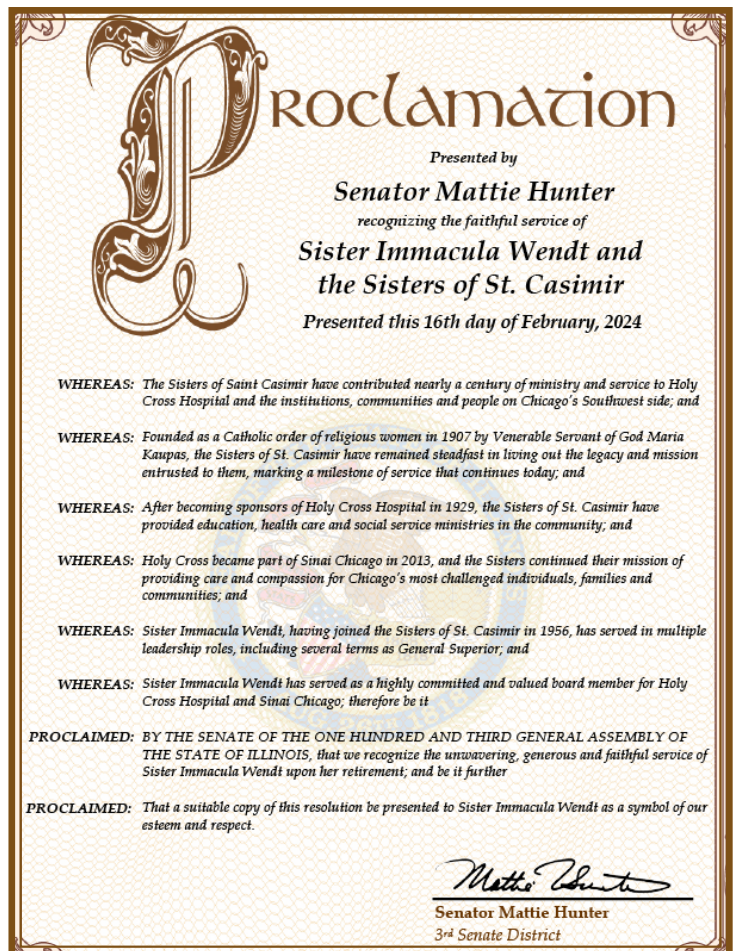 Proclamation
Presented by
Senator Mattie Hunter
recognizing the faithful service of
Sister Immacula Wendt and
the Sisters of St. Casimir
Presented this 16th day of February, 2024
WHEREAS: The Sisters of Saint Casimir have contributed nearly a century of ministry and service to Holy
Cross Hospital and the institutions, communities and people on Chicago's Southwest side; and
WHEREAS: Founded as a Catholic order of religious women in 1907 by Venerable Servant of God Maria
Kaupas, the Sisters of St. Casimir have remained steadfast in living out the legacy and mission
entrusted to them, marking a milestone of service that continues today; and
WHEREAS: After becoming sponsors of Holy Cross Hospital in 1929, the Sisters of St. Casimir have
provided education, health care and social service ministries in the community; and
WHEREAS: Holy Cross became part of Sinai Chicago in 2013, and the Sisters continued their mission of
providing care and compassion for Chicago's most challenged individuals, families and
communities; and
WHEREAS: Sister Immacula Wendt, having joined the Sisters of St. Casimir in 1956, has served in multiple
leadership roles, including several terms as General Superior; and
WHEREAS: Sister Immacula Wendt has served as a highly committed and valued board member for Holy
Cross Hospital and Sinai Chicago; therefore be it
PROCLAIMED: BY THE SENATE OF THE ONE HUNDRED AND THIRD GENERAL ASSEMBLY OF
THE STATE OF ILLINOIS, that we recognize the unwavering, generous and faithful service of
Sister Immacula Wendt upon her retirement; and be it further
PROCLAIMED: That a suitable copy of this resolution be presented to Sister Immacula Wendt as a symbol of our
esteem and respect.
Mattie Hunter
Senator Mattie Hunter
3rd Senate District